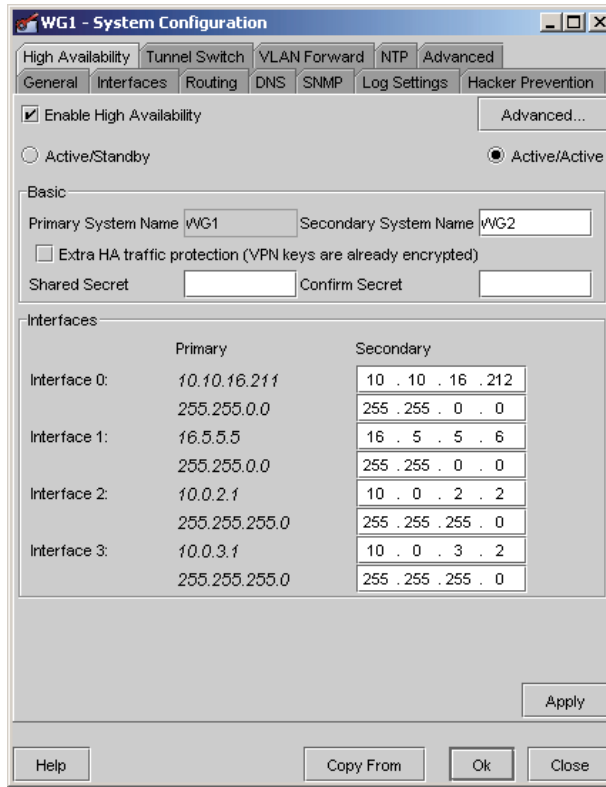 WG1 - System Configuration
High Availability Tunnel Switch VLAN Forward NTP Advanced
General Interfaces Routing DNS SNMP Log Settings Hacker Prevention
Enable High Availability Advanced...
Active/Standby Active/Active
Basic
Primary System Name WG1 Secondary System Name WG2
Extra HA traffic protection (VPN keys are already encrypted)
Shared Secret Confirm Secret
Interfaces
Primary Secondary
Interface 0: 10.10.16.211 10 . 10 . 16 . 212
255.255.0.0 255 . 255 . 0 . 0
Interface 1: 16.5.5.5 16 . 5 . 5 . 6
255.255.0.0 255 . 255 . 0 . 0
Interface 2: 10.0.2.1 10 . 0 . 2 . 2
255.255.255.0 255 . 255 . 255 . 0
Interface 3: 10.0.3.1 10 . 0 . 3 . 2
255.255.255.0 255 . 255 . 255 . 0
Apply
Help Copy From Ok Close